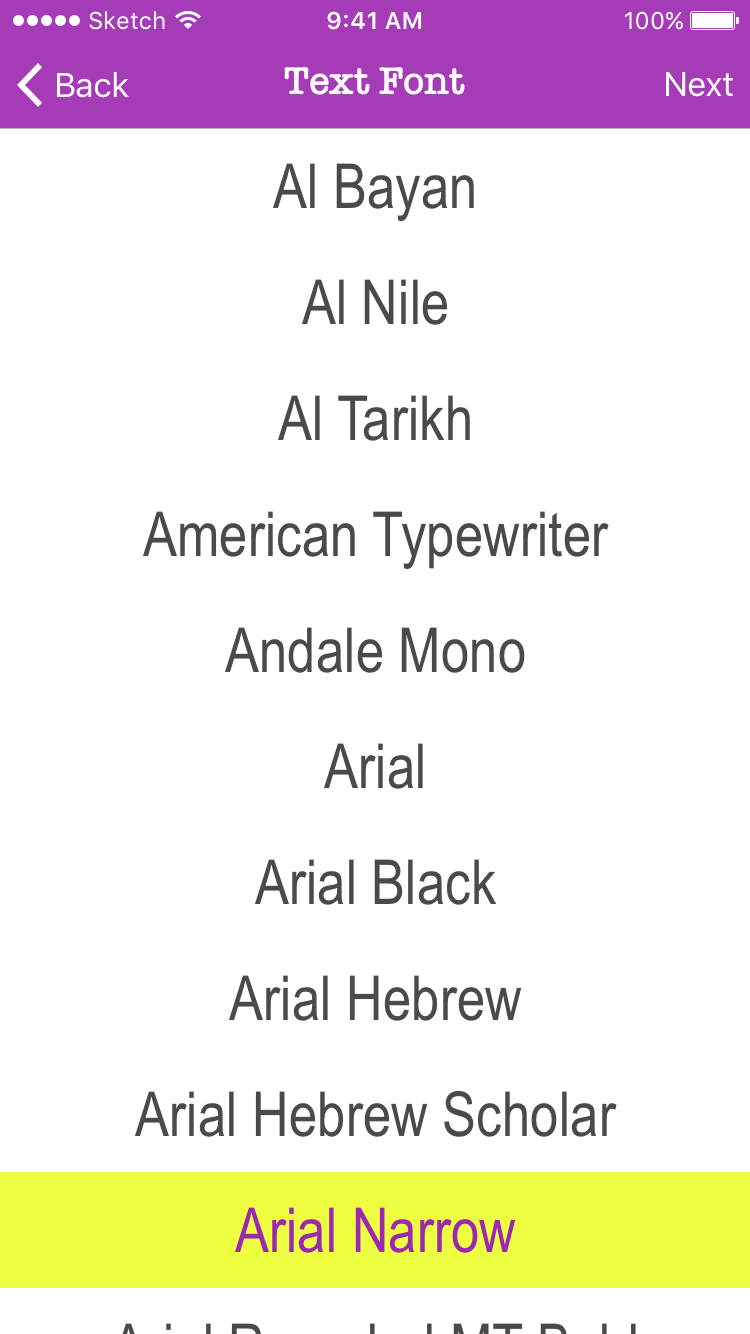 Sketch 9:41 AM 100%
Back Text Font Next
Al Bayan
Al Nile
Al Tarikh
American Typewriter
Andale Mono
Arial
Arial Black
Arial Hebrew
Arial Hebrew Scholar
Arial Narrow